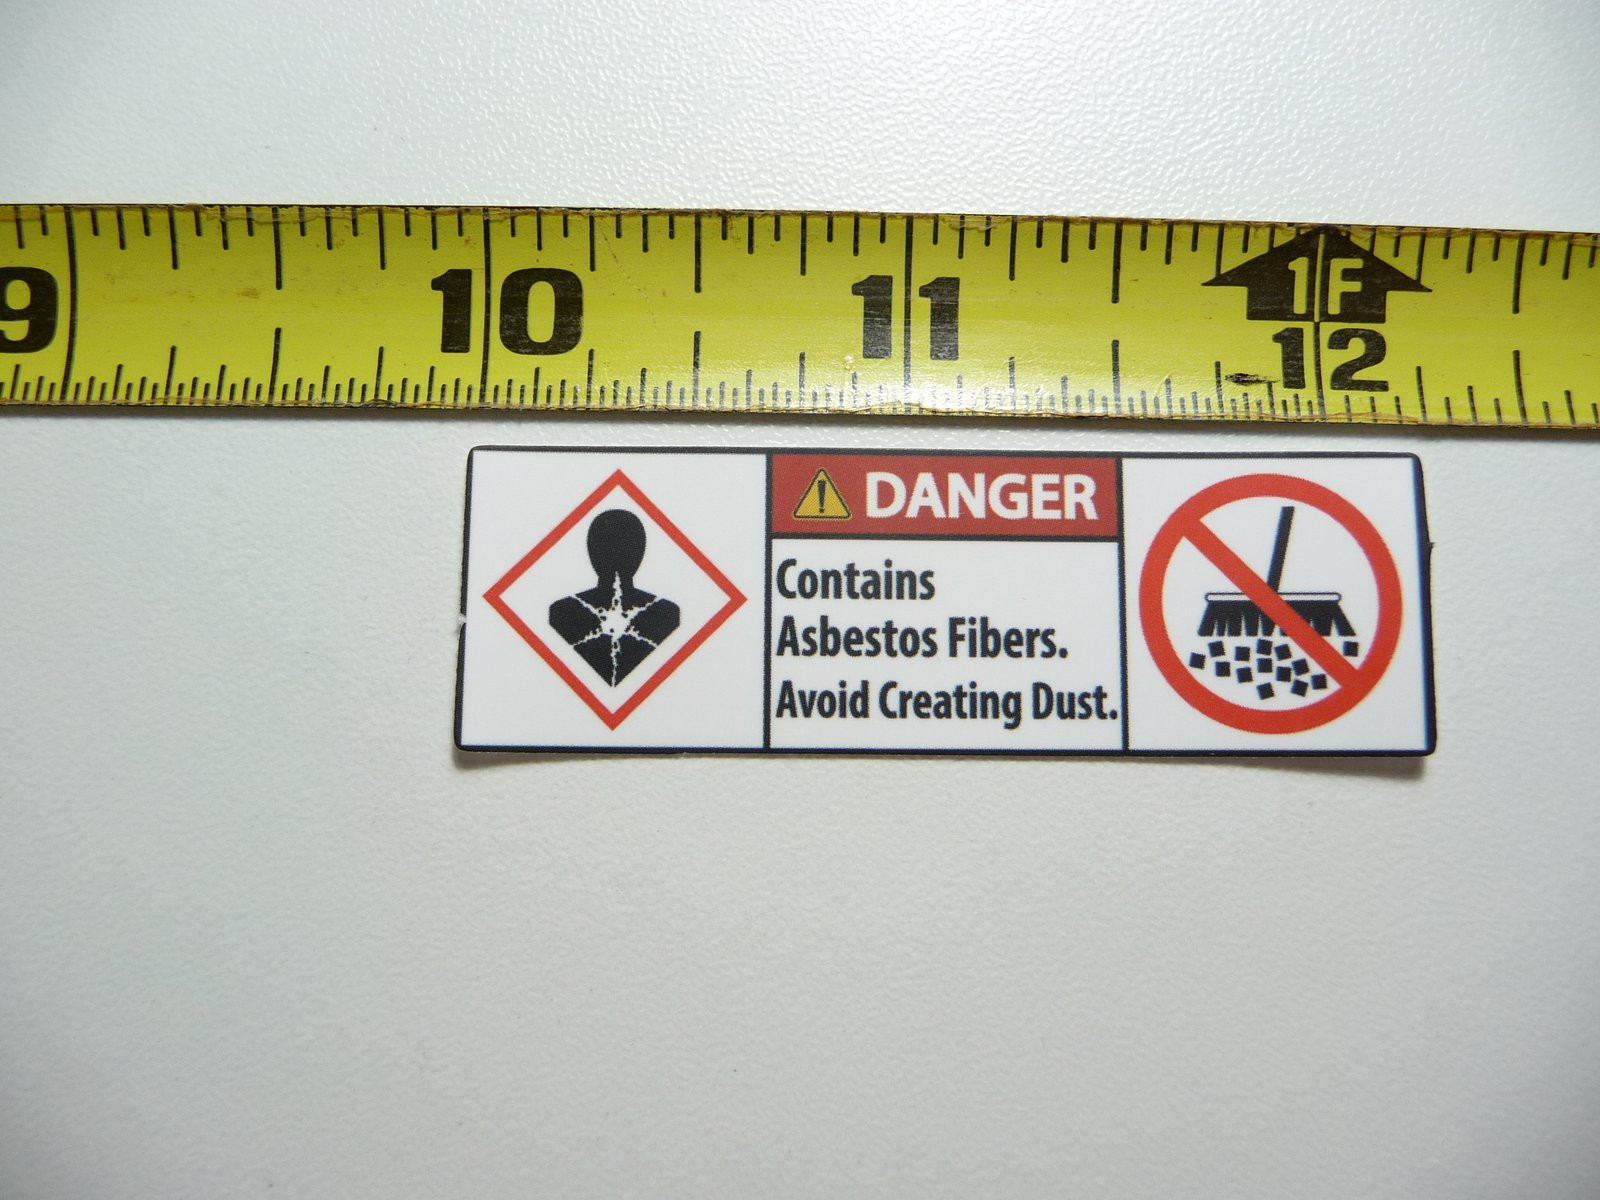 9 10 11 1F 12
DANGER
Contains
Asbestos Fibers.
Avoid Creating Dust.